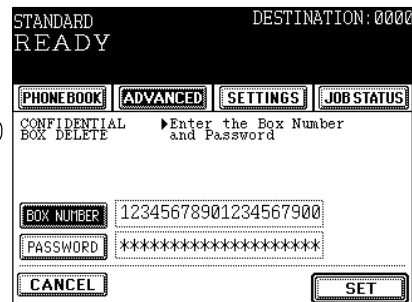 STANDARD DESTINATION:0000
READY
PHONEBOOK ADVANCED SETTINGS JOB STATUS
CONFIDENTIAL ▶Enter the Box Number
BOX DELETE and Password
BOX NUMBER 12345678901234567900
PASSWORD ********************
CANCEL SET